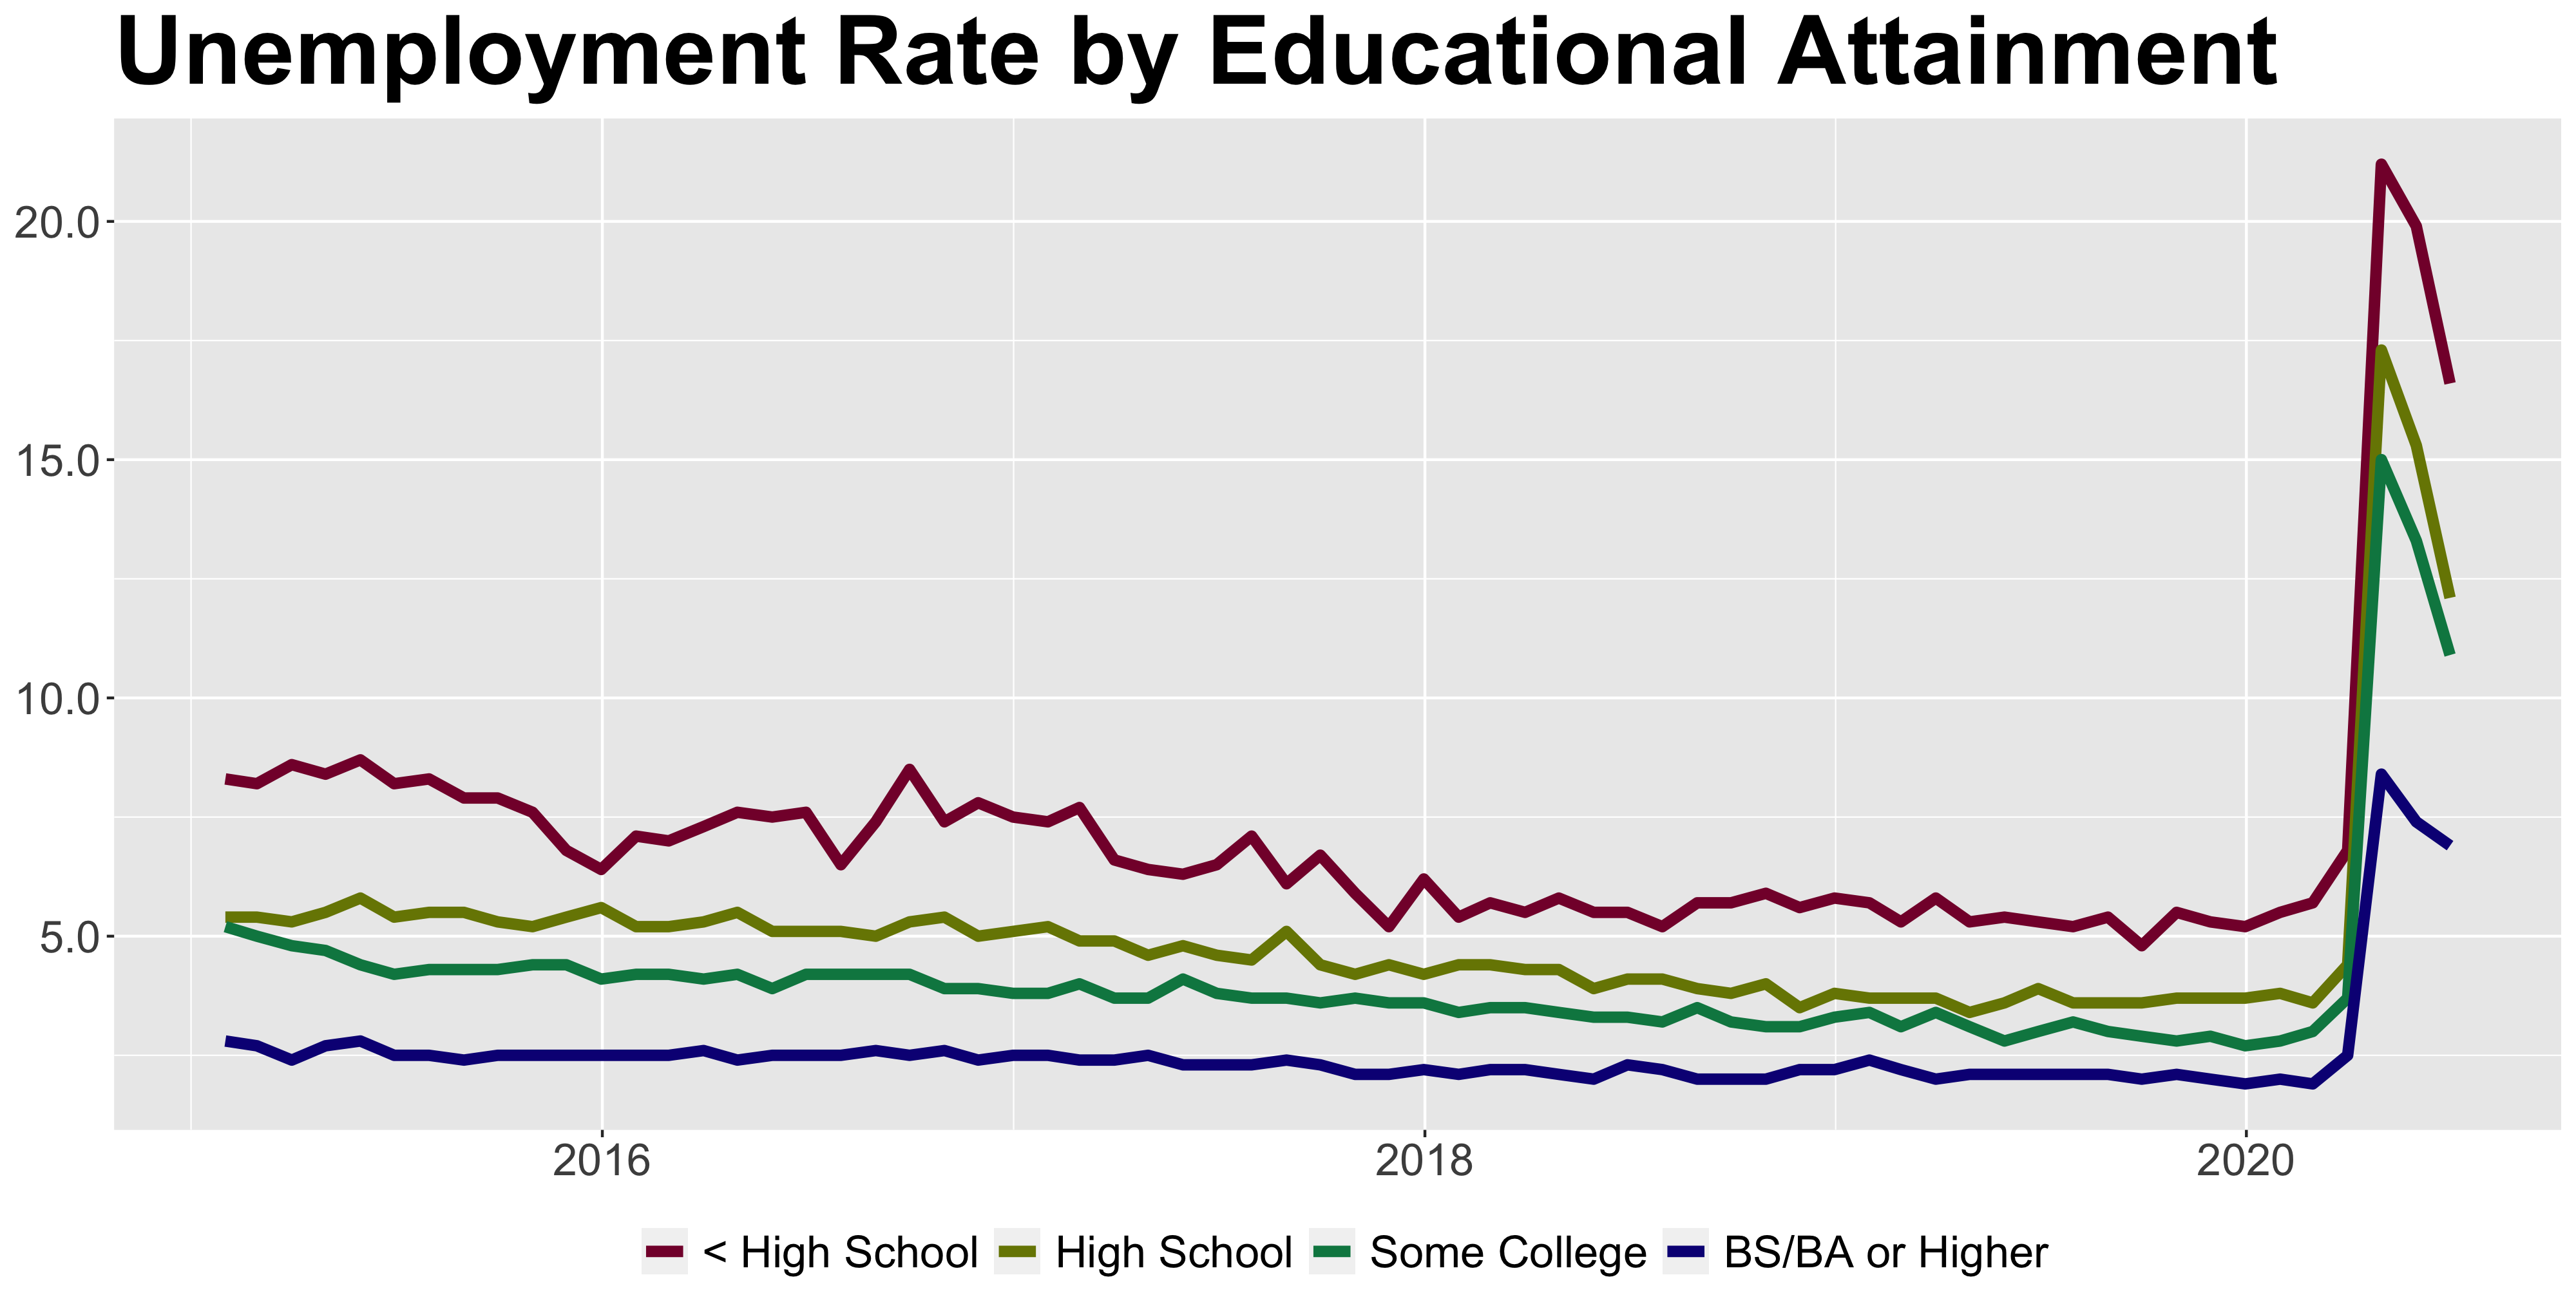 Unemployment Rate by Educational Attainment
20.0
15.0
10.0
5.0
2016 2018 2020
< High School High School Some College BS/BA or Higher